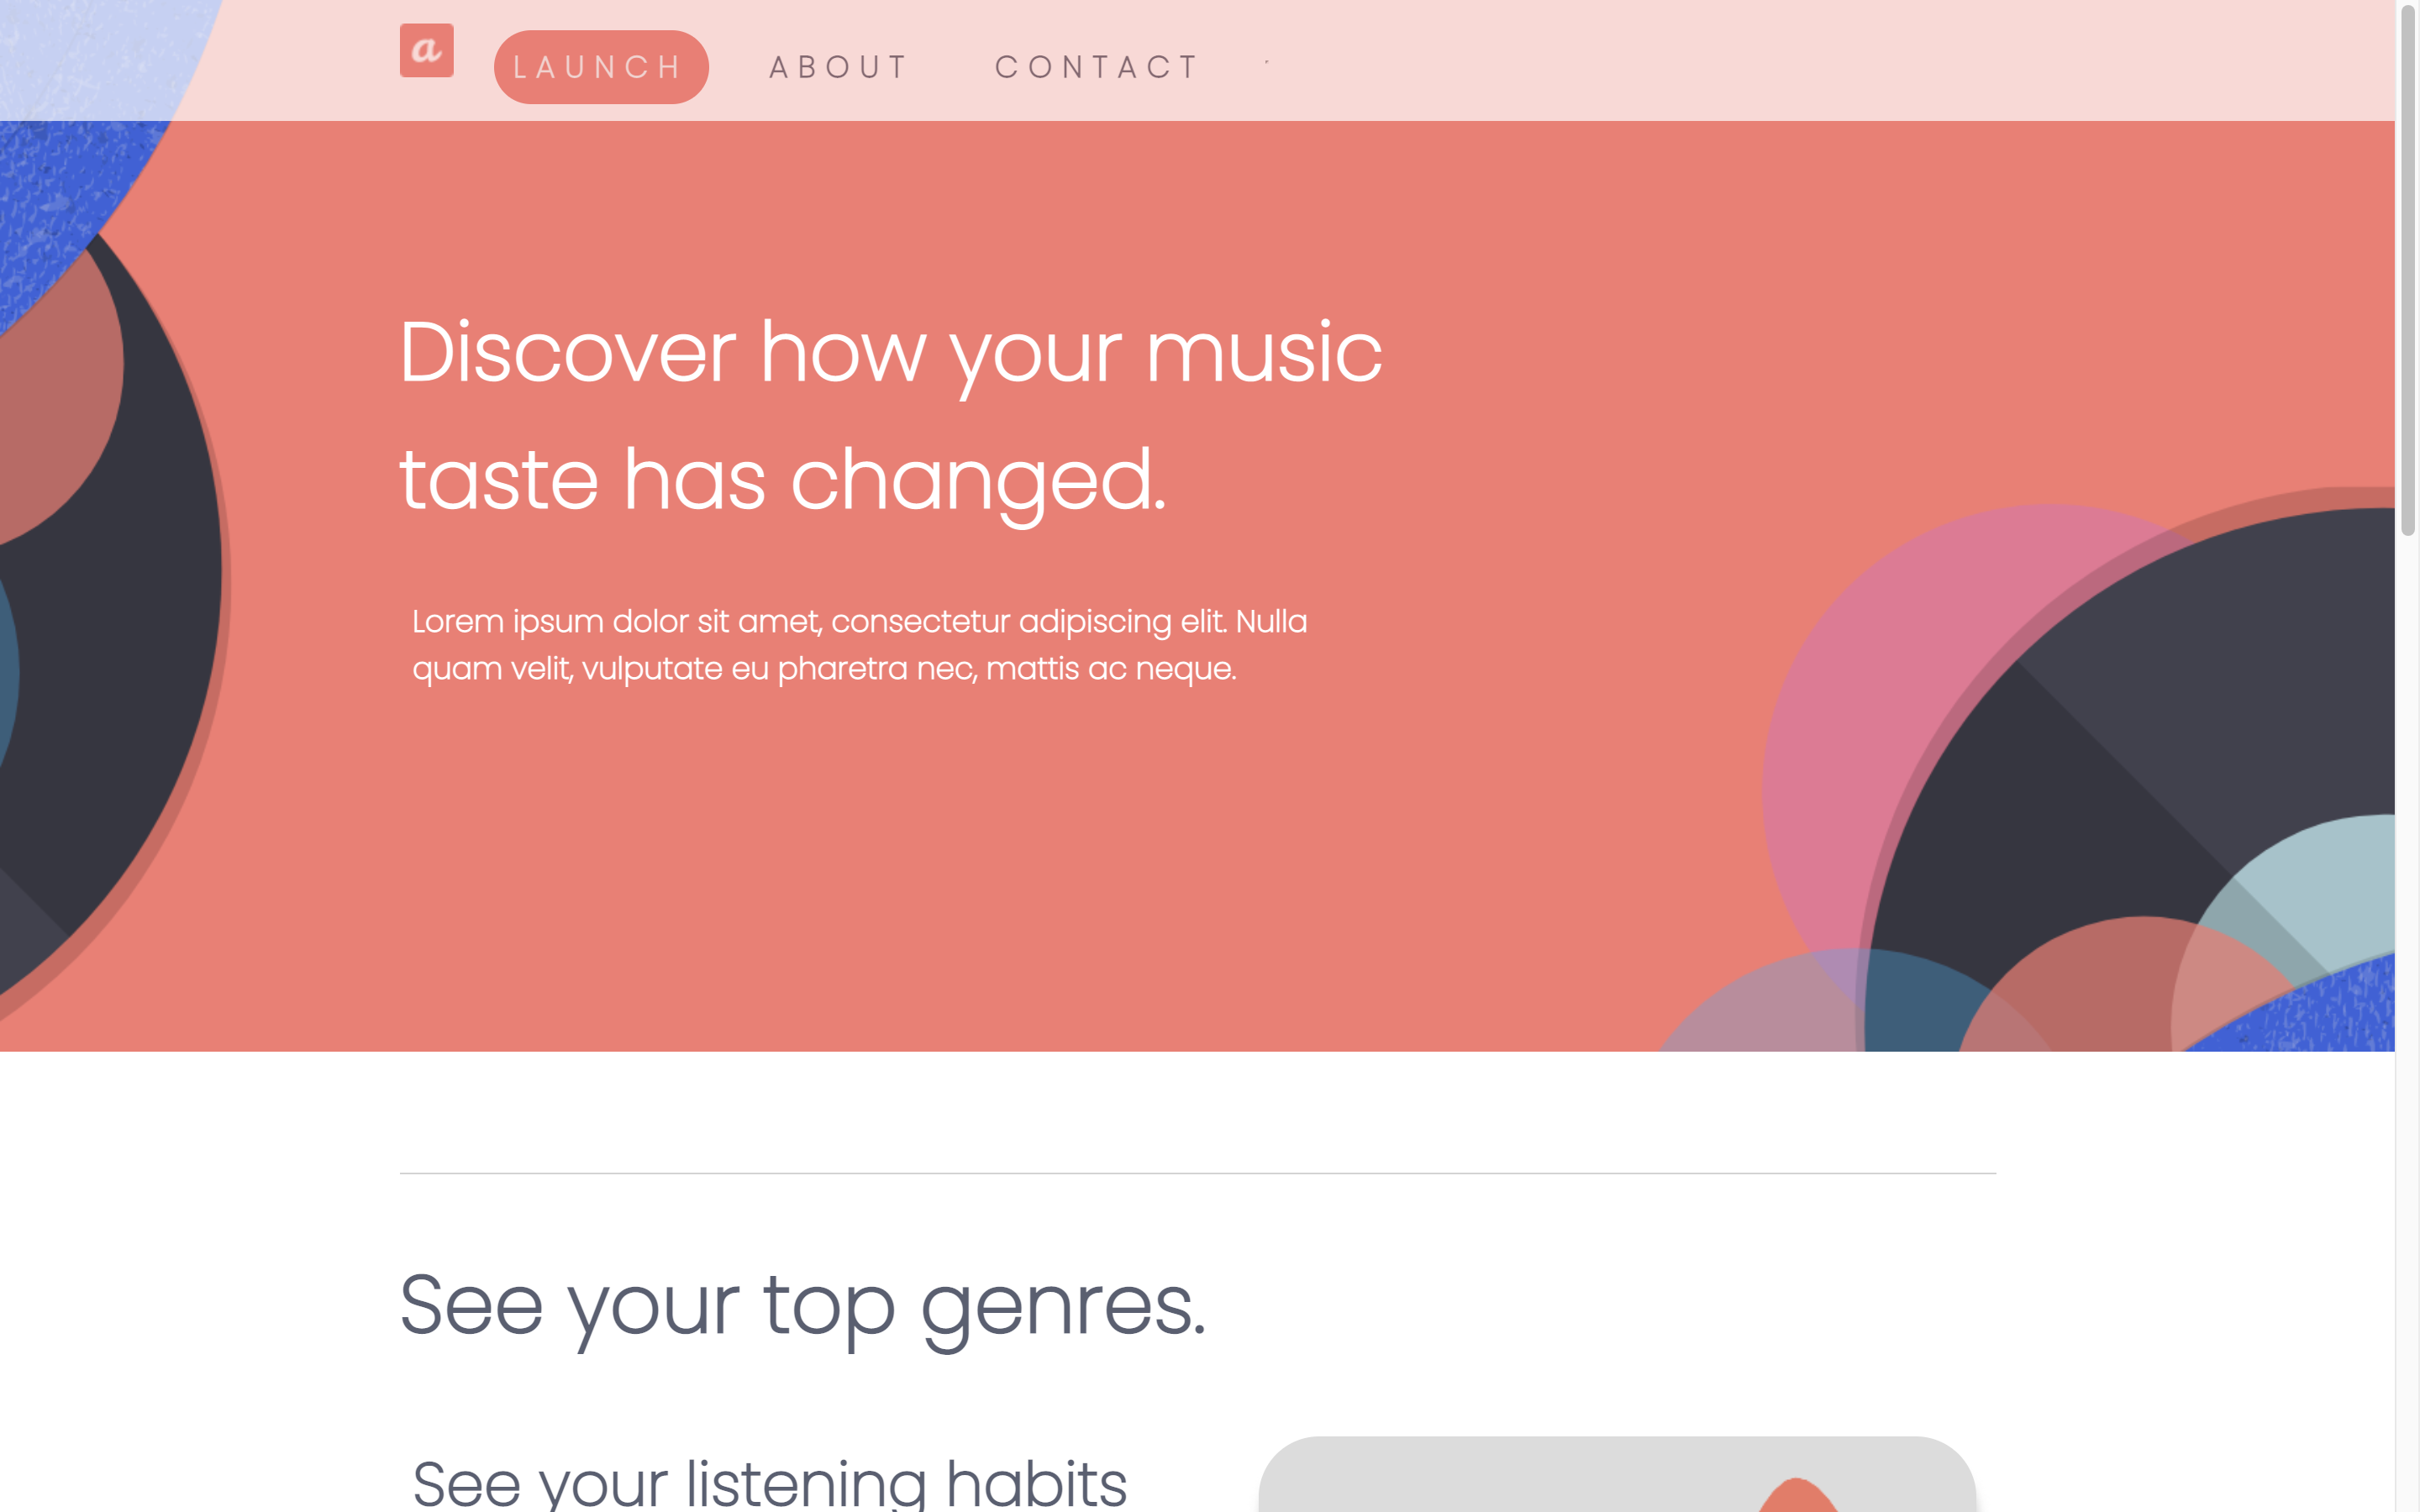 a
LAUNCH
ABOUT
CONTACT
Discover how your music
taste has changed.
Lorem ipsum dolor sit amet, consectetur adipiscing elit. Nulla
quam velit, vulputate eu pharetra nec, mattis ac neque.
See your top genres.
See your listening habits